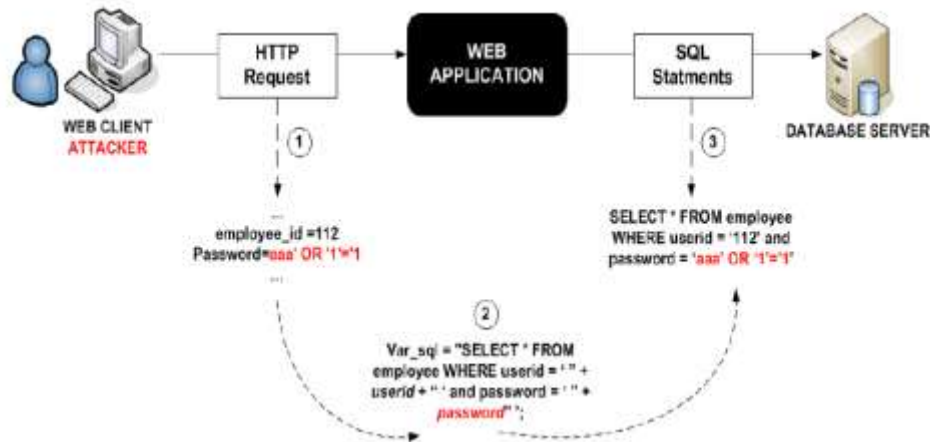 HTTP
Request
WEB
APPLICATION
SQL
Statments
WEB CLIENT
ATTACKER
DATABASE SERVER
1
3
...
employee_id =112
Password=aaa' OR '1'='1
...
SELECT * FROM employee
WHERE userid = '112' and
password = 'aaa' OR '1'='1'
2
Var_sql = "SELECT * FROM
employee WHERE userid = ' " +
userid + " ' and password = ' " +
password" ';